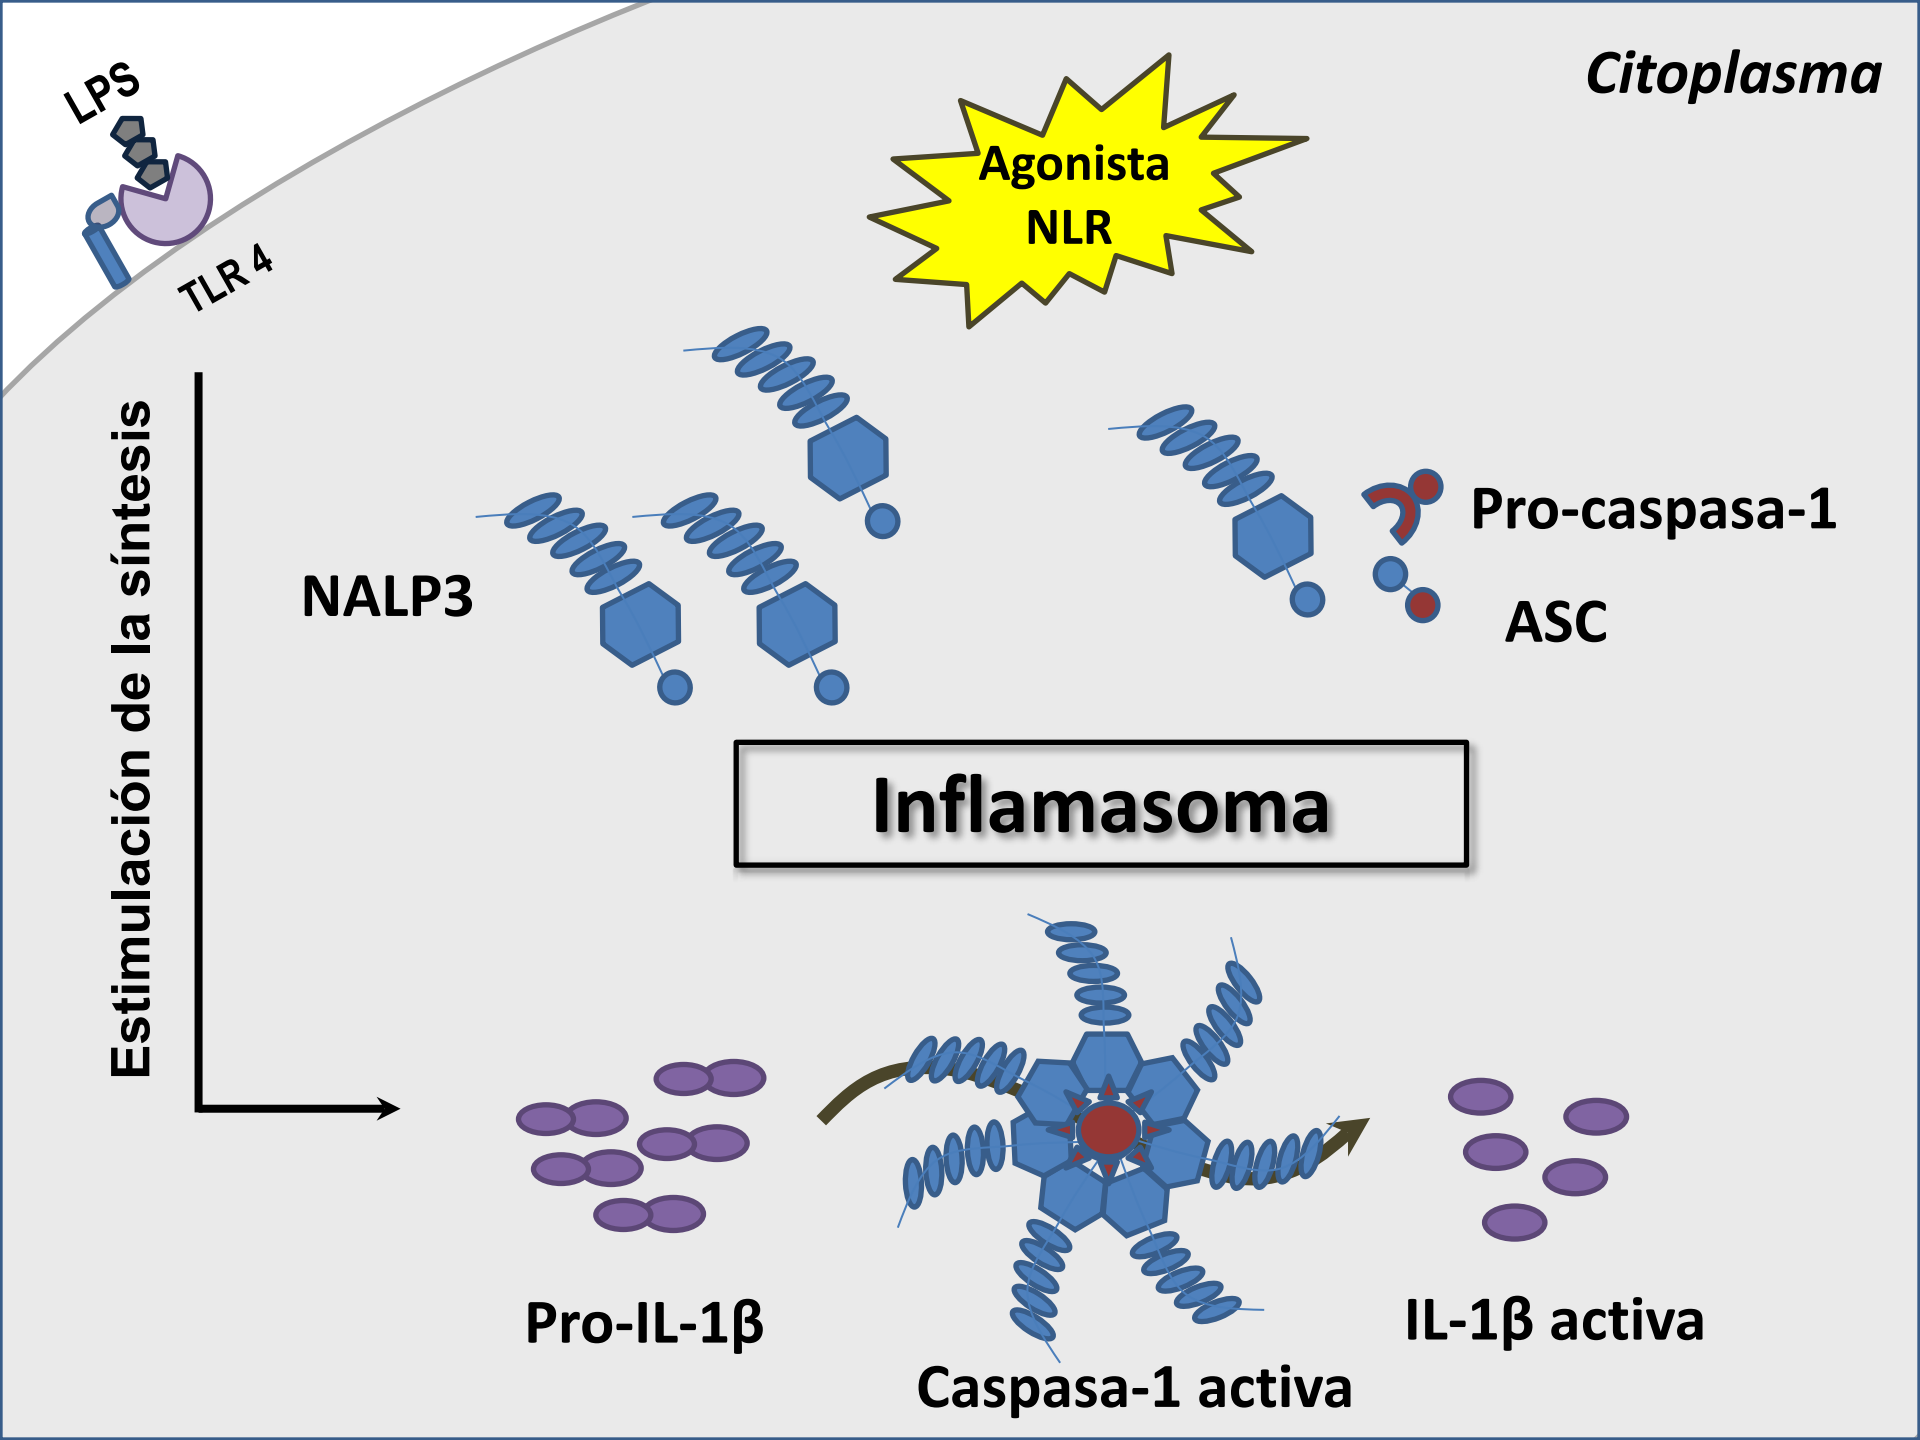 Citoplasma
LPS
TLR 4
Agonista
NLR
Estimulación de la síntesis
NALP3
Pro-caspasa-1
ASC
Inflamasoma
Pro-IL-1β
IL-1β activa
Caspasa-1 activa